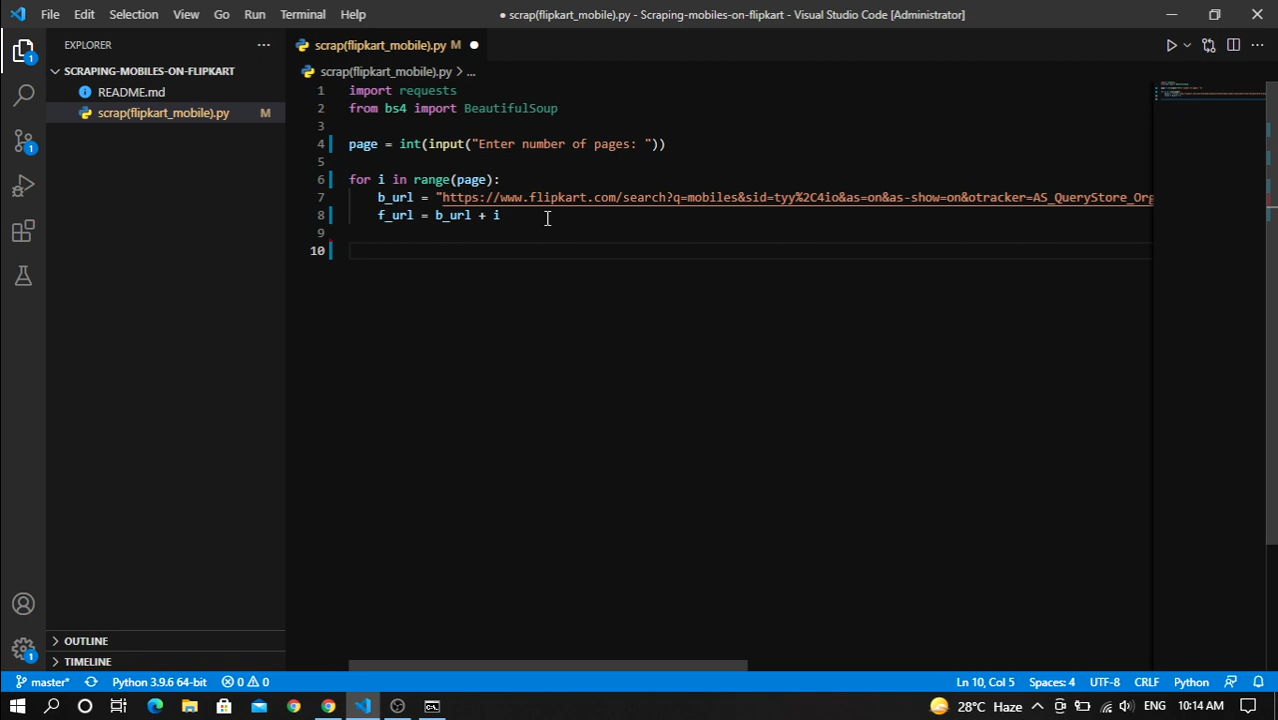 File Edit Selection View Go Run Terminal Help
● scrap(flipkart_mobile).py - Scraping-mobiles-on-flipkart - Visual Studio Code [Administrator]
EXPLORER
scrap(flipkart_mobile).py M
SCRAPING-MOBILES-ON-FLIPKART
scrap(flipkart_mobile).py > ...
README.md
scrap(flipkart_mobile).py M
1 import requests
2 from bs4 import BeautifulSoup
3
4 page = int(input("Enter number of pages: "))
5
6 for i in range(page):
7 b_url = "https://www.flipkart.com/search?q=mobiles&sid=tyy%2C4io&as=on&as-show=on&otracker=AS_QueryStore_Org
8 f_url = b_url + i
9
10
1
1
1
1
OUTLINE
TIMELINE
master* Python 3.9.6 64-bit 0 0 Ln 10, Col 5 Spaces: 4 UTF-8 CRLF Python
28°C Haze ENG 10:14 AM